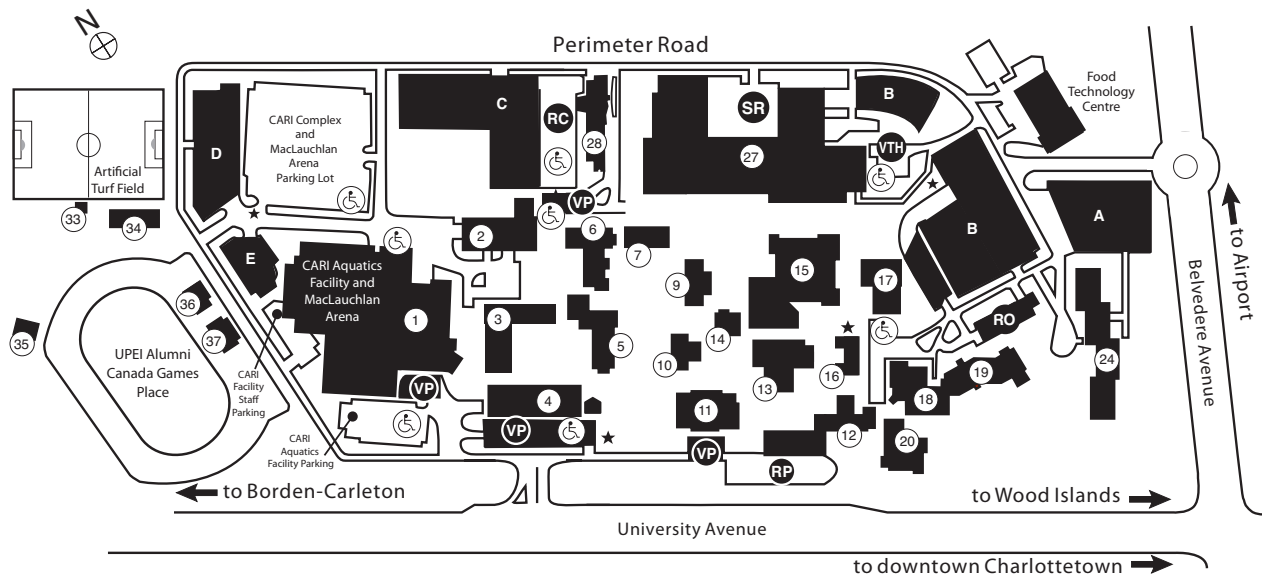 N
Perimeter Road
Food
Technology
Centre
Artificial
Turf Field
CARI Complex
and
MacLauchlan
Arena
Parking Lot
D
C
RC
28
SR
27
B
VTH
B
A
33
34
E
VP
2
6
7
9
15
17
to Airport
Belvedere Avenue
CARI Aquatics
Facility and
MacLauchlan
Arena
1
3
5
14
10
16
13
RO
19
24
18
36
37
35
UPEI Alumni
Canada Games
Place
CARI
Facility
Staff
Parking
CARI
Aquatics
Facility Parking
VP
4
VP
11
VP
12
20
RP
to Borden-Carleton
to Wood Islands
University Avenue
to downtown Charlottetown